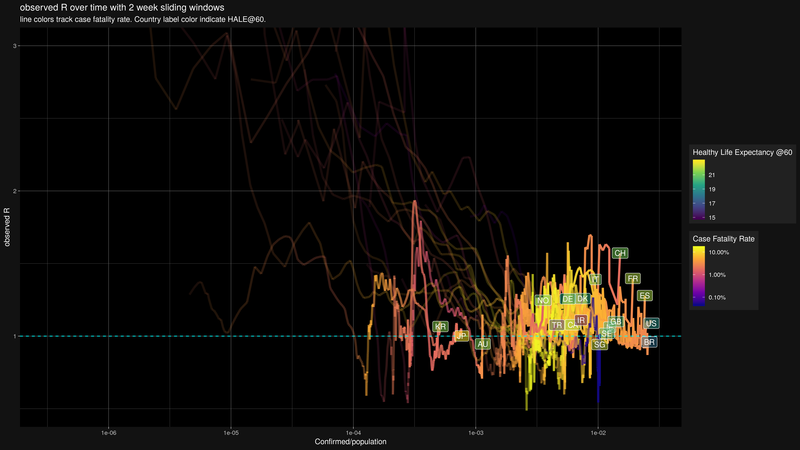 observed R over time with 2 week sliding windows
line colors track case fatality rate. Country label color indicate HALE@60.
3
2
1
observed R
CH
FR
ES
NO
DE
DK
GB
US
KR
TR
IR
JP
AU
SE
SG
BR
1e-06
1e-05
1e-04
1e-03
1e-02
Confirmed/population
Healthy Life Expectancy @60
21
19
17
15
Case Fatality Rate
10.00%
1.00%
0.10%